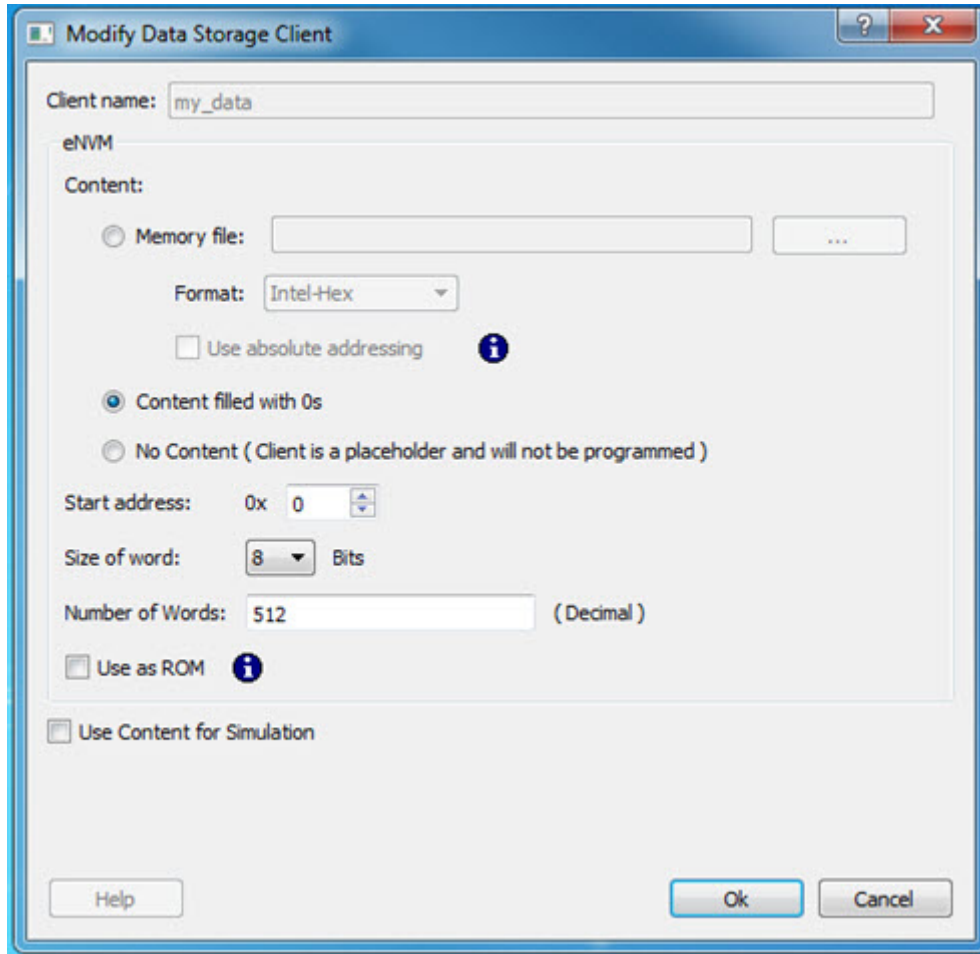 Modify Data Storage Client
?
Client name: my_data
eNVM
Content:
Memory file: ...
Format: Intel-Hex
Use absolute addressing i
Content filled with 0s
No Content ( Client is a placeholder and will not be programmed )
Start address: 0x 0
Size of word: 8 Bits
Number of Words: 512 ( Decimal )
Use as ROM i
Use Content for Simulation
Help Ok Cancel